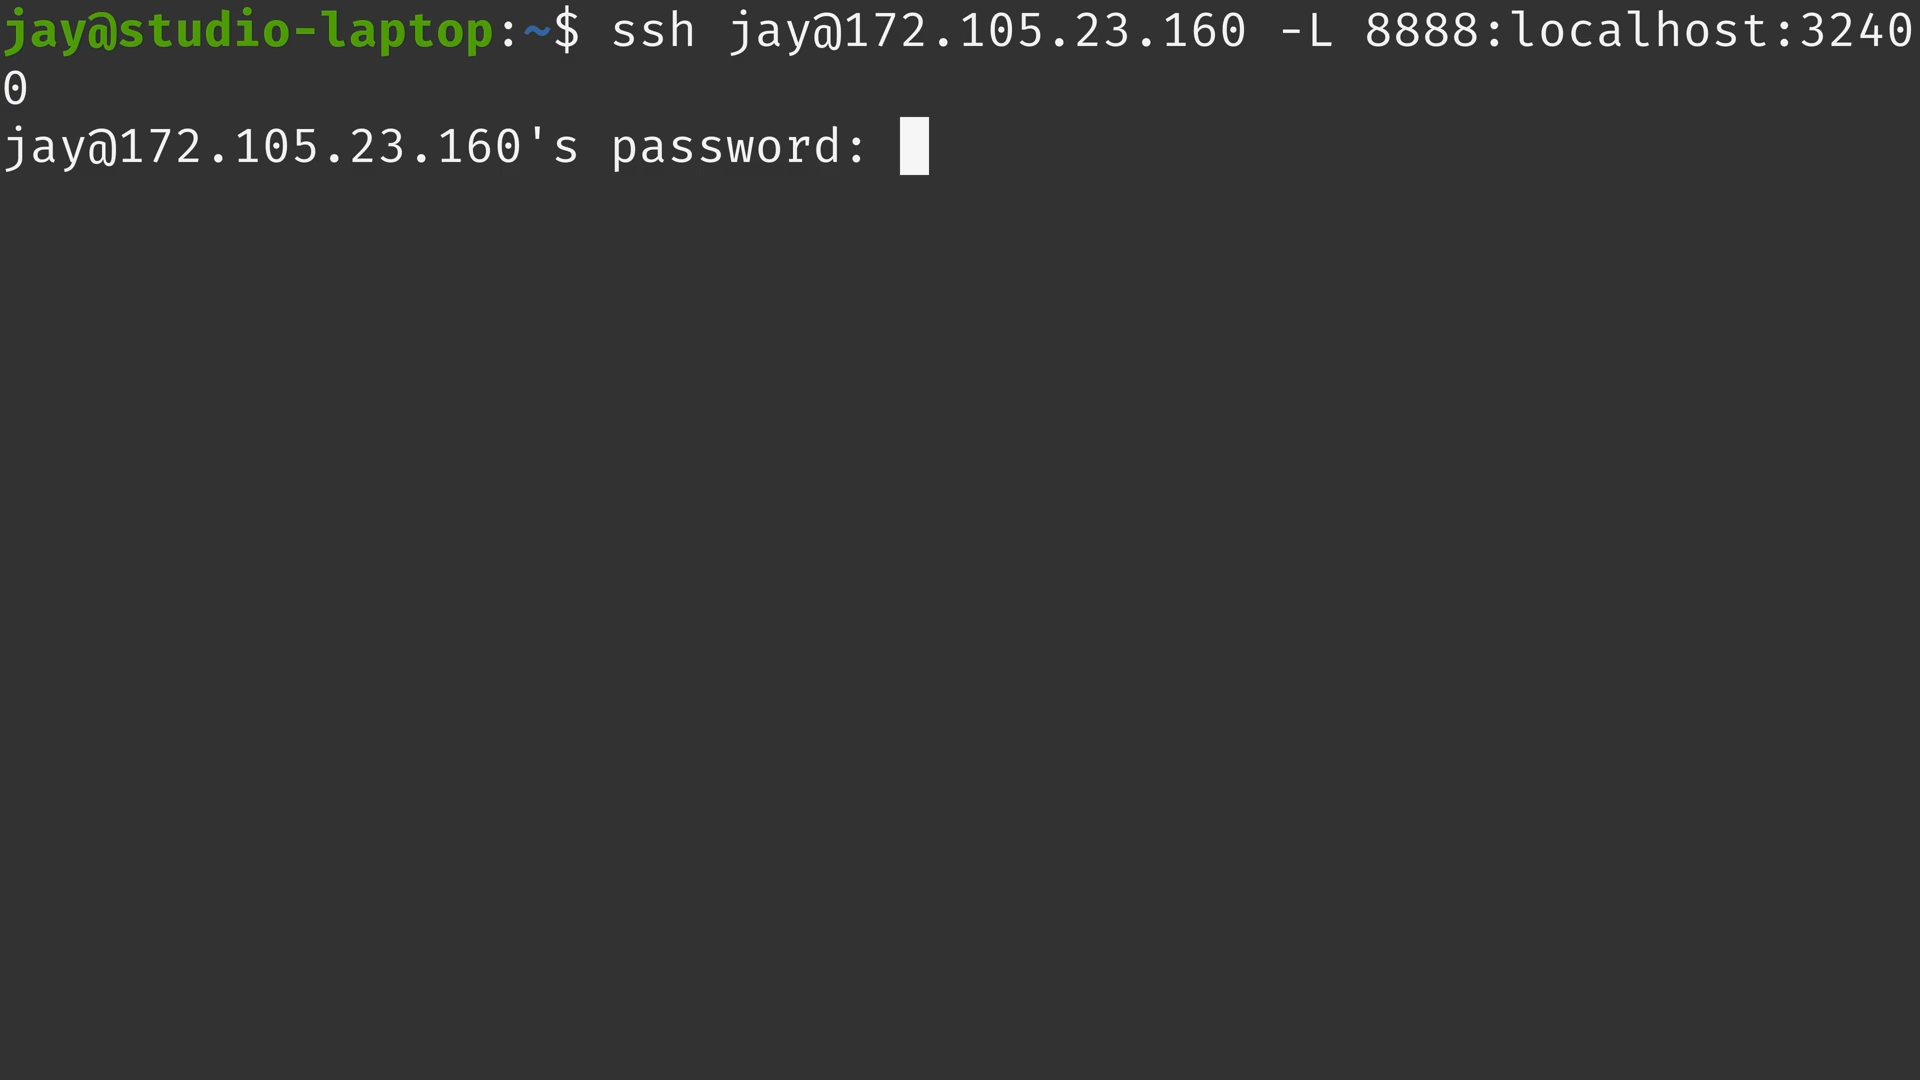 jay@studio-laptop:~$ ssh jay@172.105.23.160 -L 8888:localhost:3240
0
jay@172.105.23.160's password: